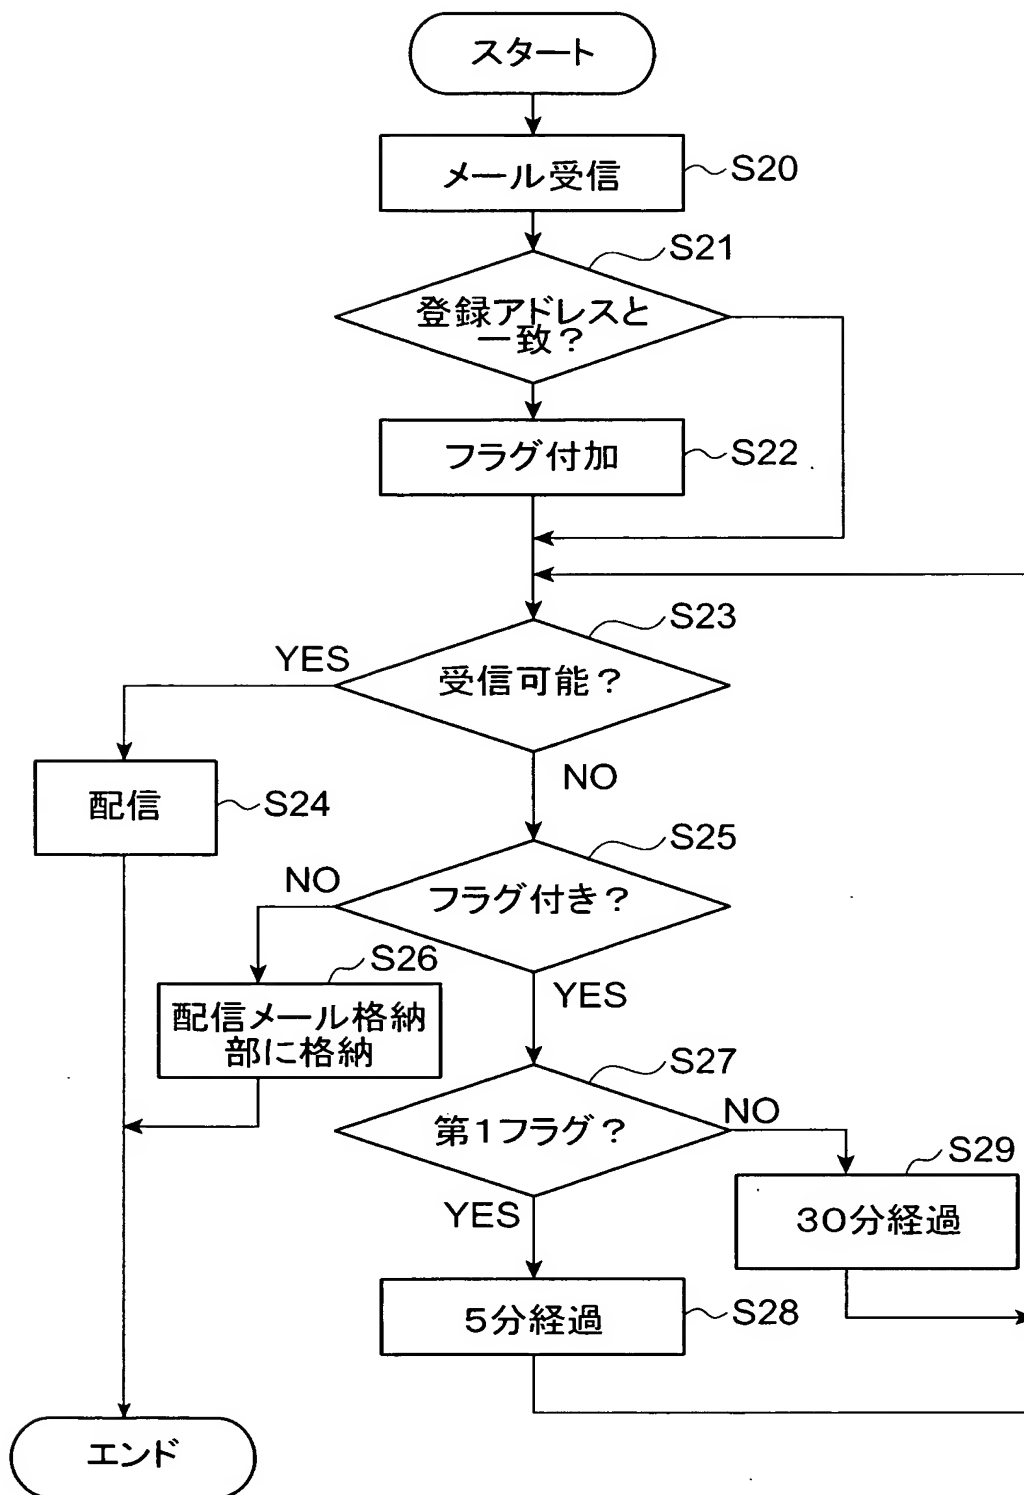 スタート
メール受信
S20
S21
登録アドレスと
一致？
フラグ付加
S22
S23
YES
受信可能？
NO
配信
S24
S25
NO
フラグ付き？
S26
YES
配信メール格納
部に格納
S27
第１フラグ？
NO
S29
YES
３０分経過
５分経過
S28
エンド